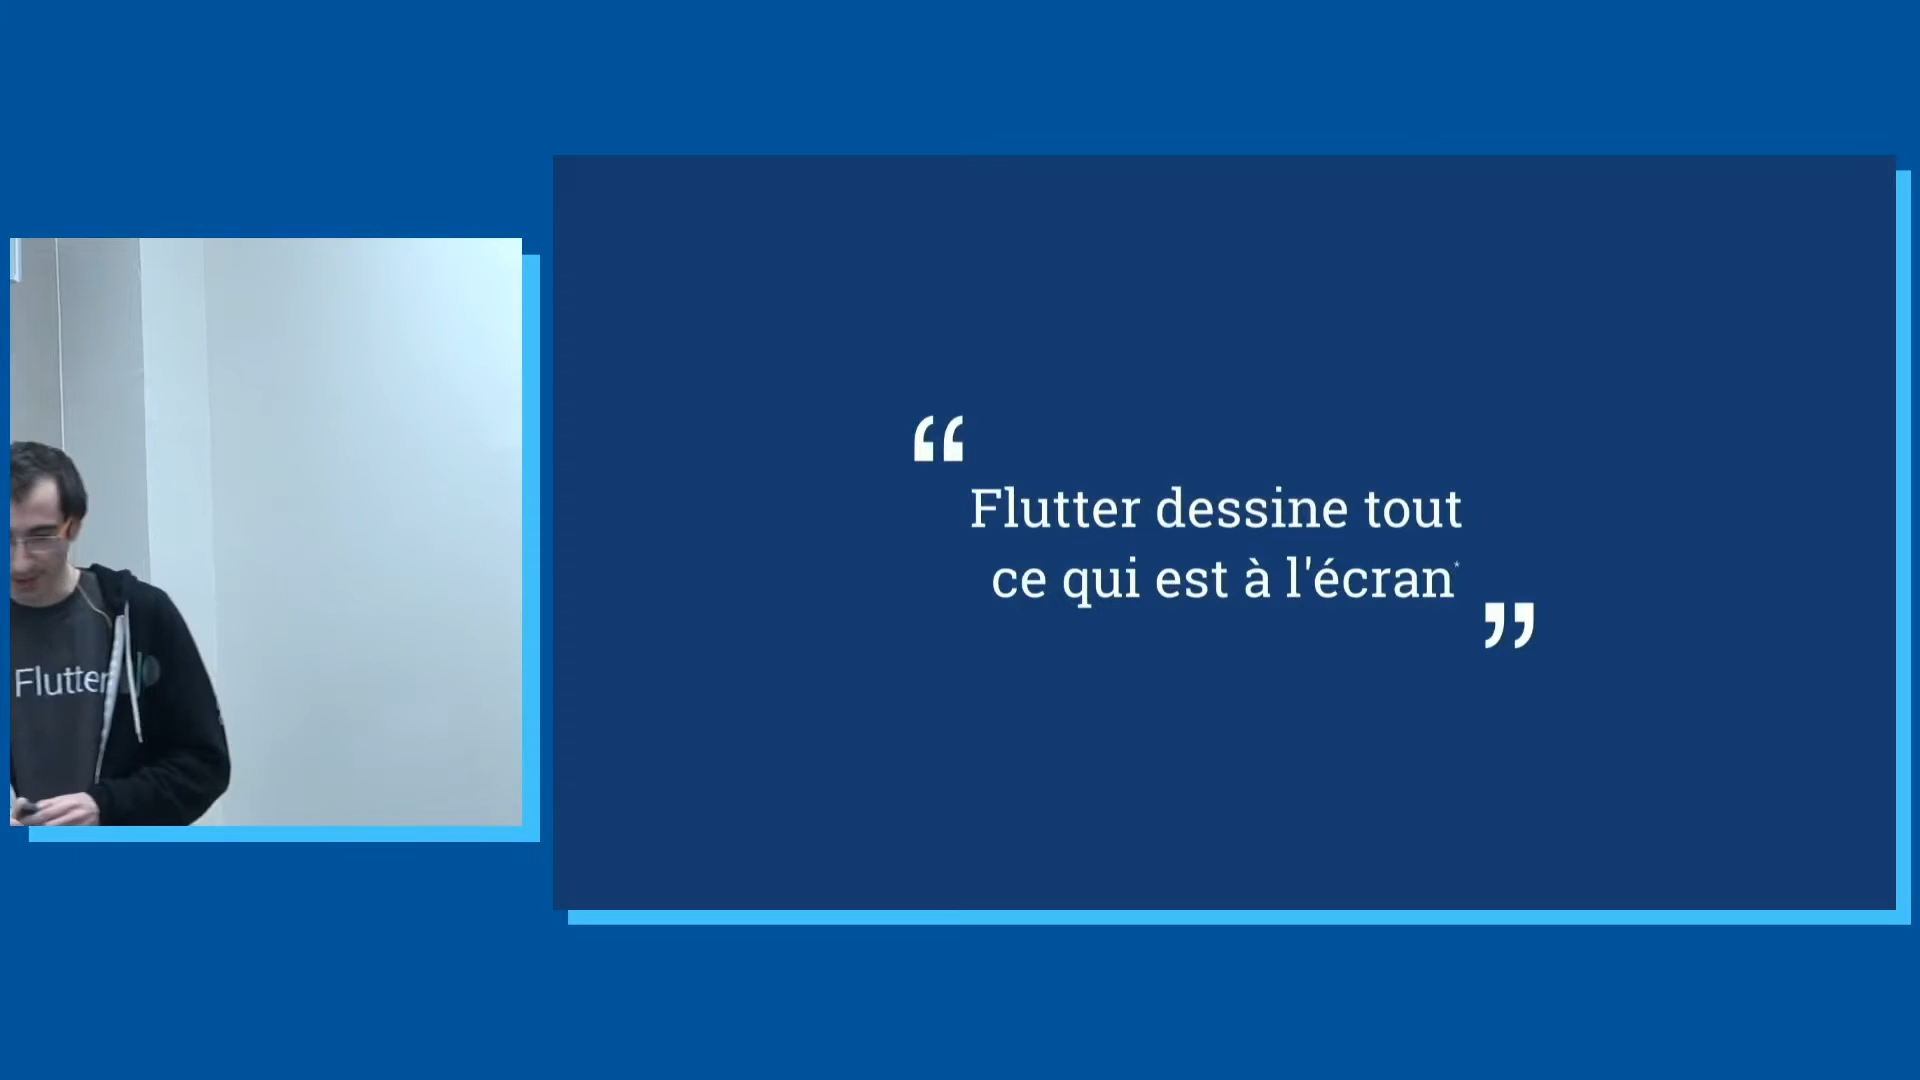 Flutter
“
Flutter dessine tout
ce qui est à l'écran*
”